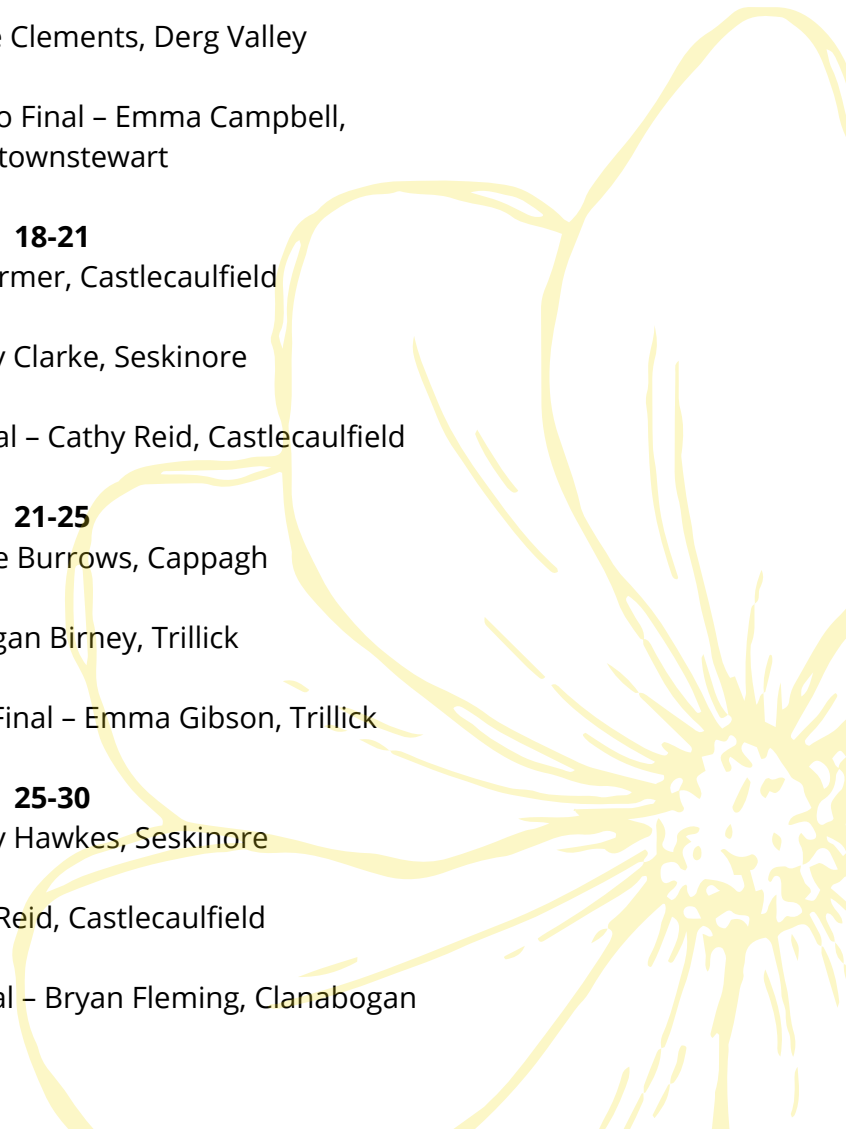 e Clements, Derg Valley
o Final – Emma Campbell,
townstewart
18-21
rmer, Castlecaulfield
y Clarke, Seskinore
al – Cathy Reid, Castlecaulfield
21-25
e Burrows, Cappagh
gan Birney, Trillick
Final – Emma Gibson, Trillick
25-30
y Hawkes, Seskinore
Reid, Castlecaulfield
al – Bryan Fleming, Clanabogan